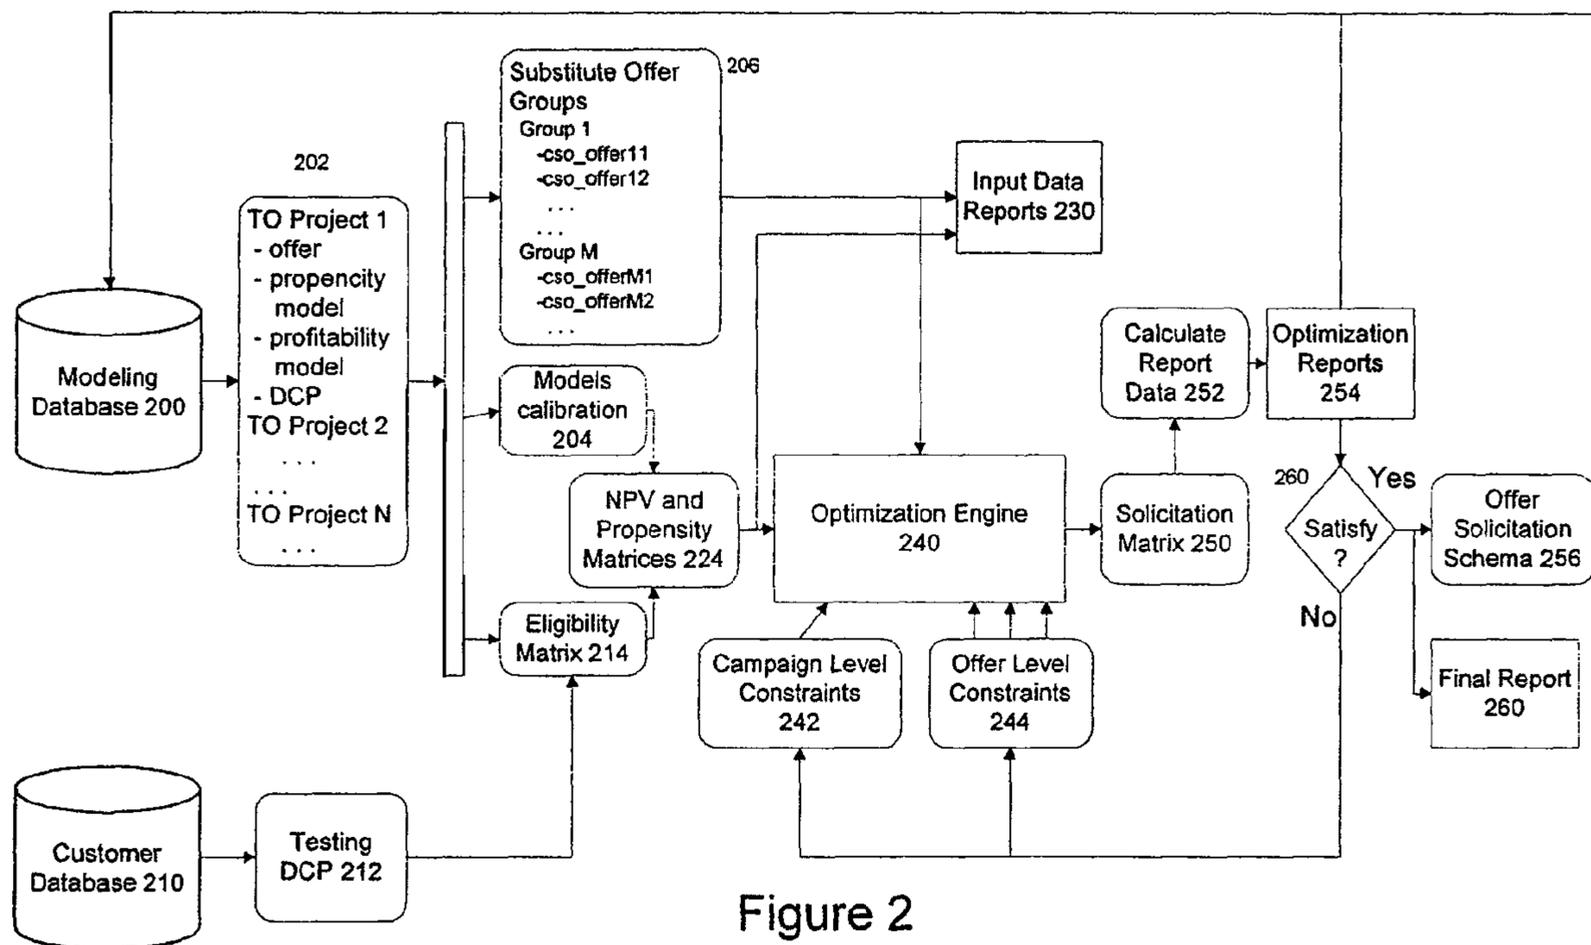 206
Substitute Offer
Groups
Group 1
-cso_offer11
-cso_offer12
. . .
. . .
Group M
-cso_offerM1
-cso_offerM2
. . .
202
TO Project 1
- offer
- propencity
model
- profitability
model
- DCP
TO Project 2
. . .
. . .
TO Project N
. . .
Modeling
Database 200
Models
calibration
204
NPV and
Propensity
Matrices 224
Eligibility
Matrix 214
Input Data
Reports 230
Optimization Engine
240
Campaign Level
Constraints
242
Offer Level
Constraints
244
Solicitation
Matrix 250
Calculate
Report
Data 252
Optimization
Reports
254
260
Satisfy
?
Yes
No
Offer
Solicitation
Schema 256
Final Report
260
Customer
Database 210
Testing
DCP 212
Figure 2